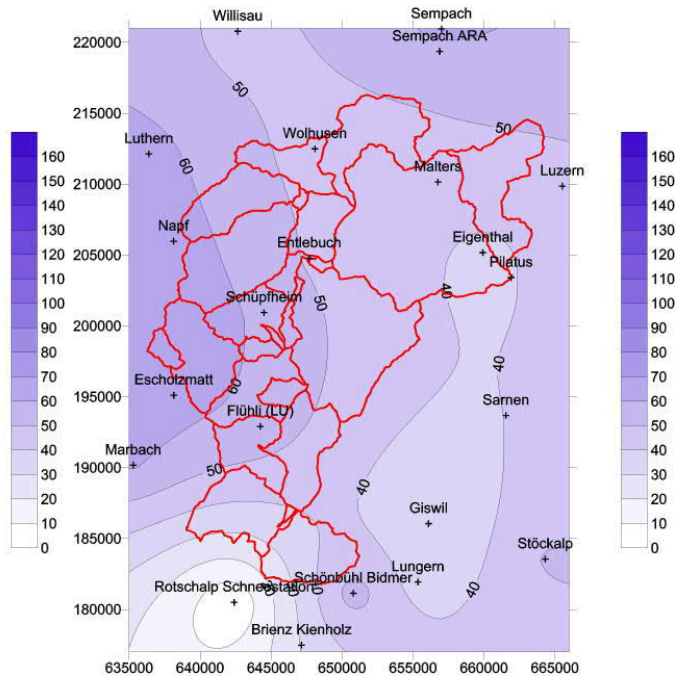 Willisau
Sempach
220000
Sempach ARA
50
215000
50
Wolhusen
Luthern
60
160
Malters
Luzern
160
150
210000
150
140
140
130
Napf
Eigenthal
130
120
205000
Entlebuch
Pilatus
120
110
40
110
100
Schüpfheim
50
100
90
200000
90
80
40
80
70
Escholzmatt
60
70
60
195000
Sarnen
60
50
Flühli (LU)
50
40
Marbach
40
30
190000
50
30
20
40
20
10
Giswil
10
0
185000
Stöckalp
0
Rotschalp Schneestation
Schönbühl Bidmer
Lungern
40
40
180000
Brienz Kienholz
635000
640000
645000
650000
655000
660000
665000